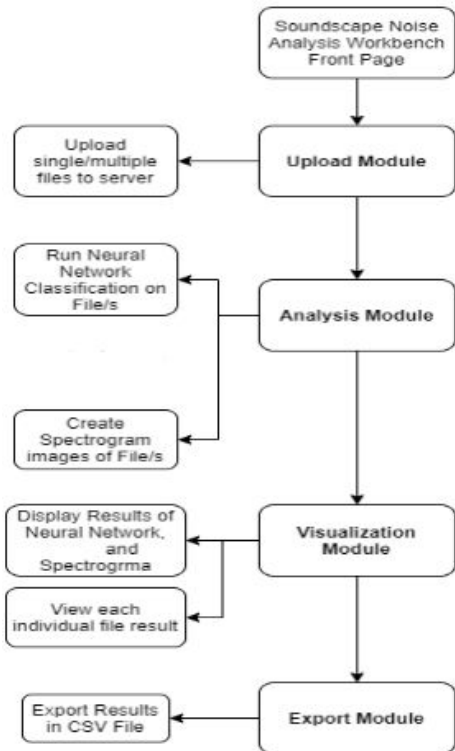 Soundscape Noise
Analysis Workbench
Front Page
Upload
single/multiple
files to server
Upload Module
Run Neural
Network
Classification on
File/s
Analysis Module
Create
Spectrogram
images of File/s
Display Results of
Neural Network,
and
Spectrogrma
Visualization
Module
View each
individual file result
Export Results
in CSV File
Export Module